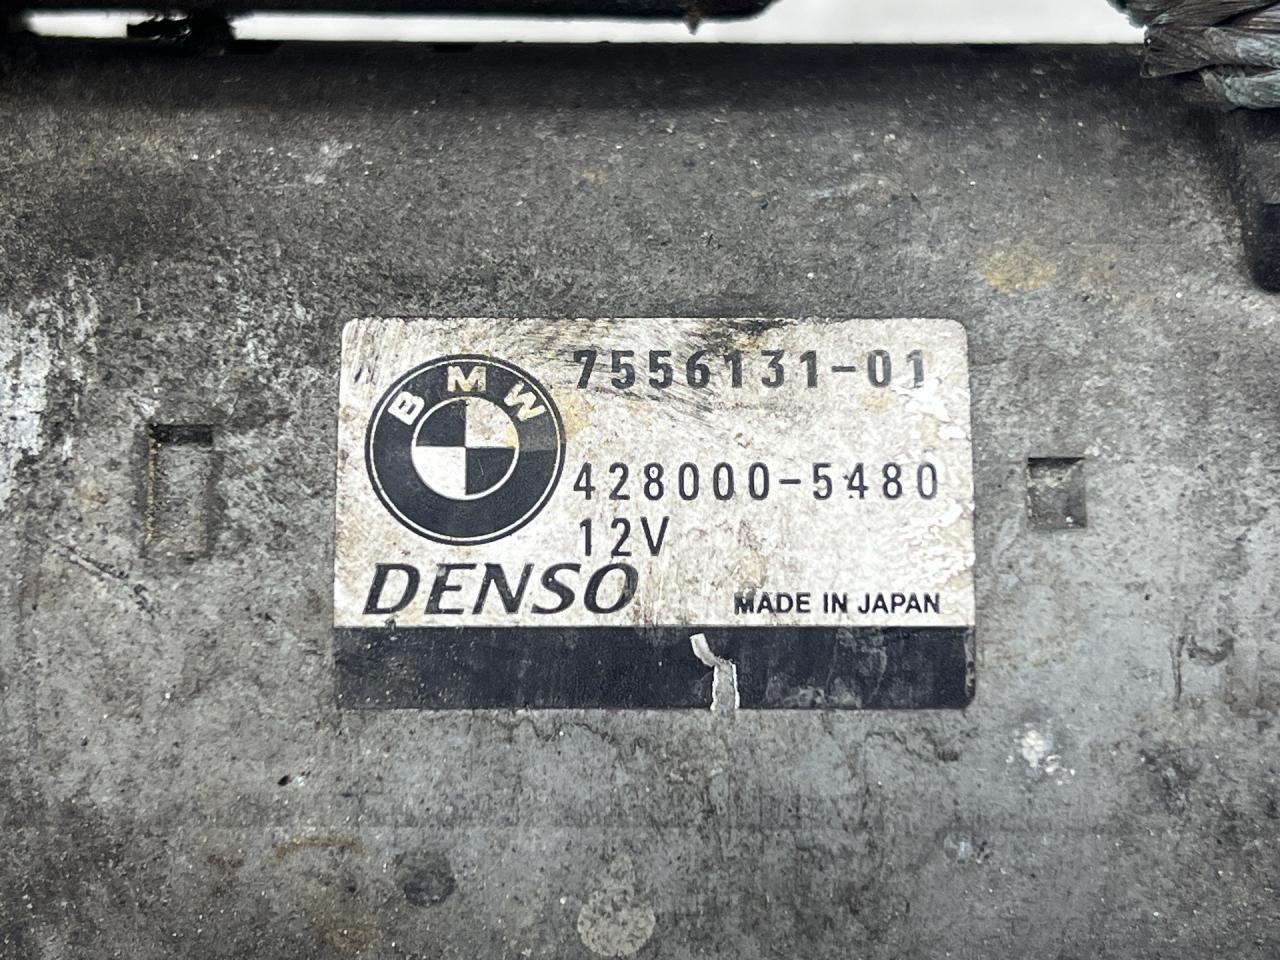 BMW
7556131-01
428000-5480
12V
DENSO
MADE IN JAPAN